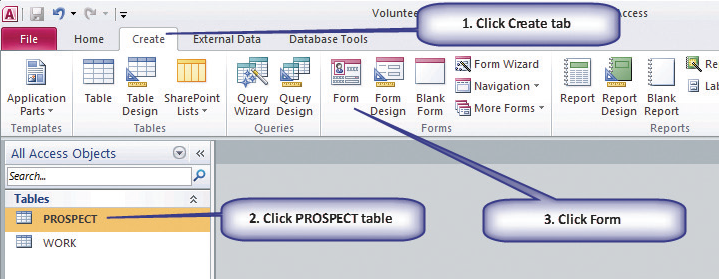 Volunte
Access
1. Click Create tab
File
Home
Create
External Data
Database Tools
Application
Parts
Table
Table
Design
SharePoint
Lists
Query
Wizard
Query
Design
Form
Form
Design
Blank
Form
Form Wizard
Navigation
More Forms
Report
Report
Design
Blank
Report
Re
Lab
Templates
Tables
Queries
Forms
Reports
All Access Objects
Search...
Tables
PROSPECT
WORK
2. Click PROSPECT table
3. Click Form